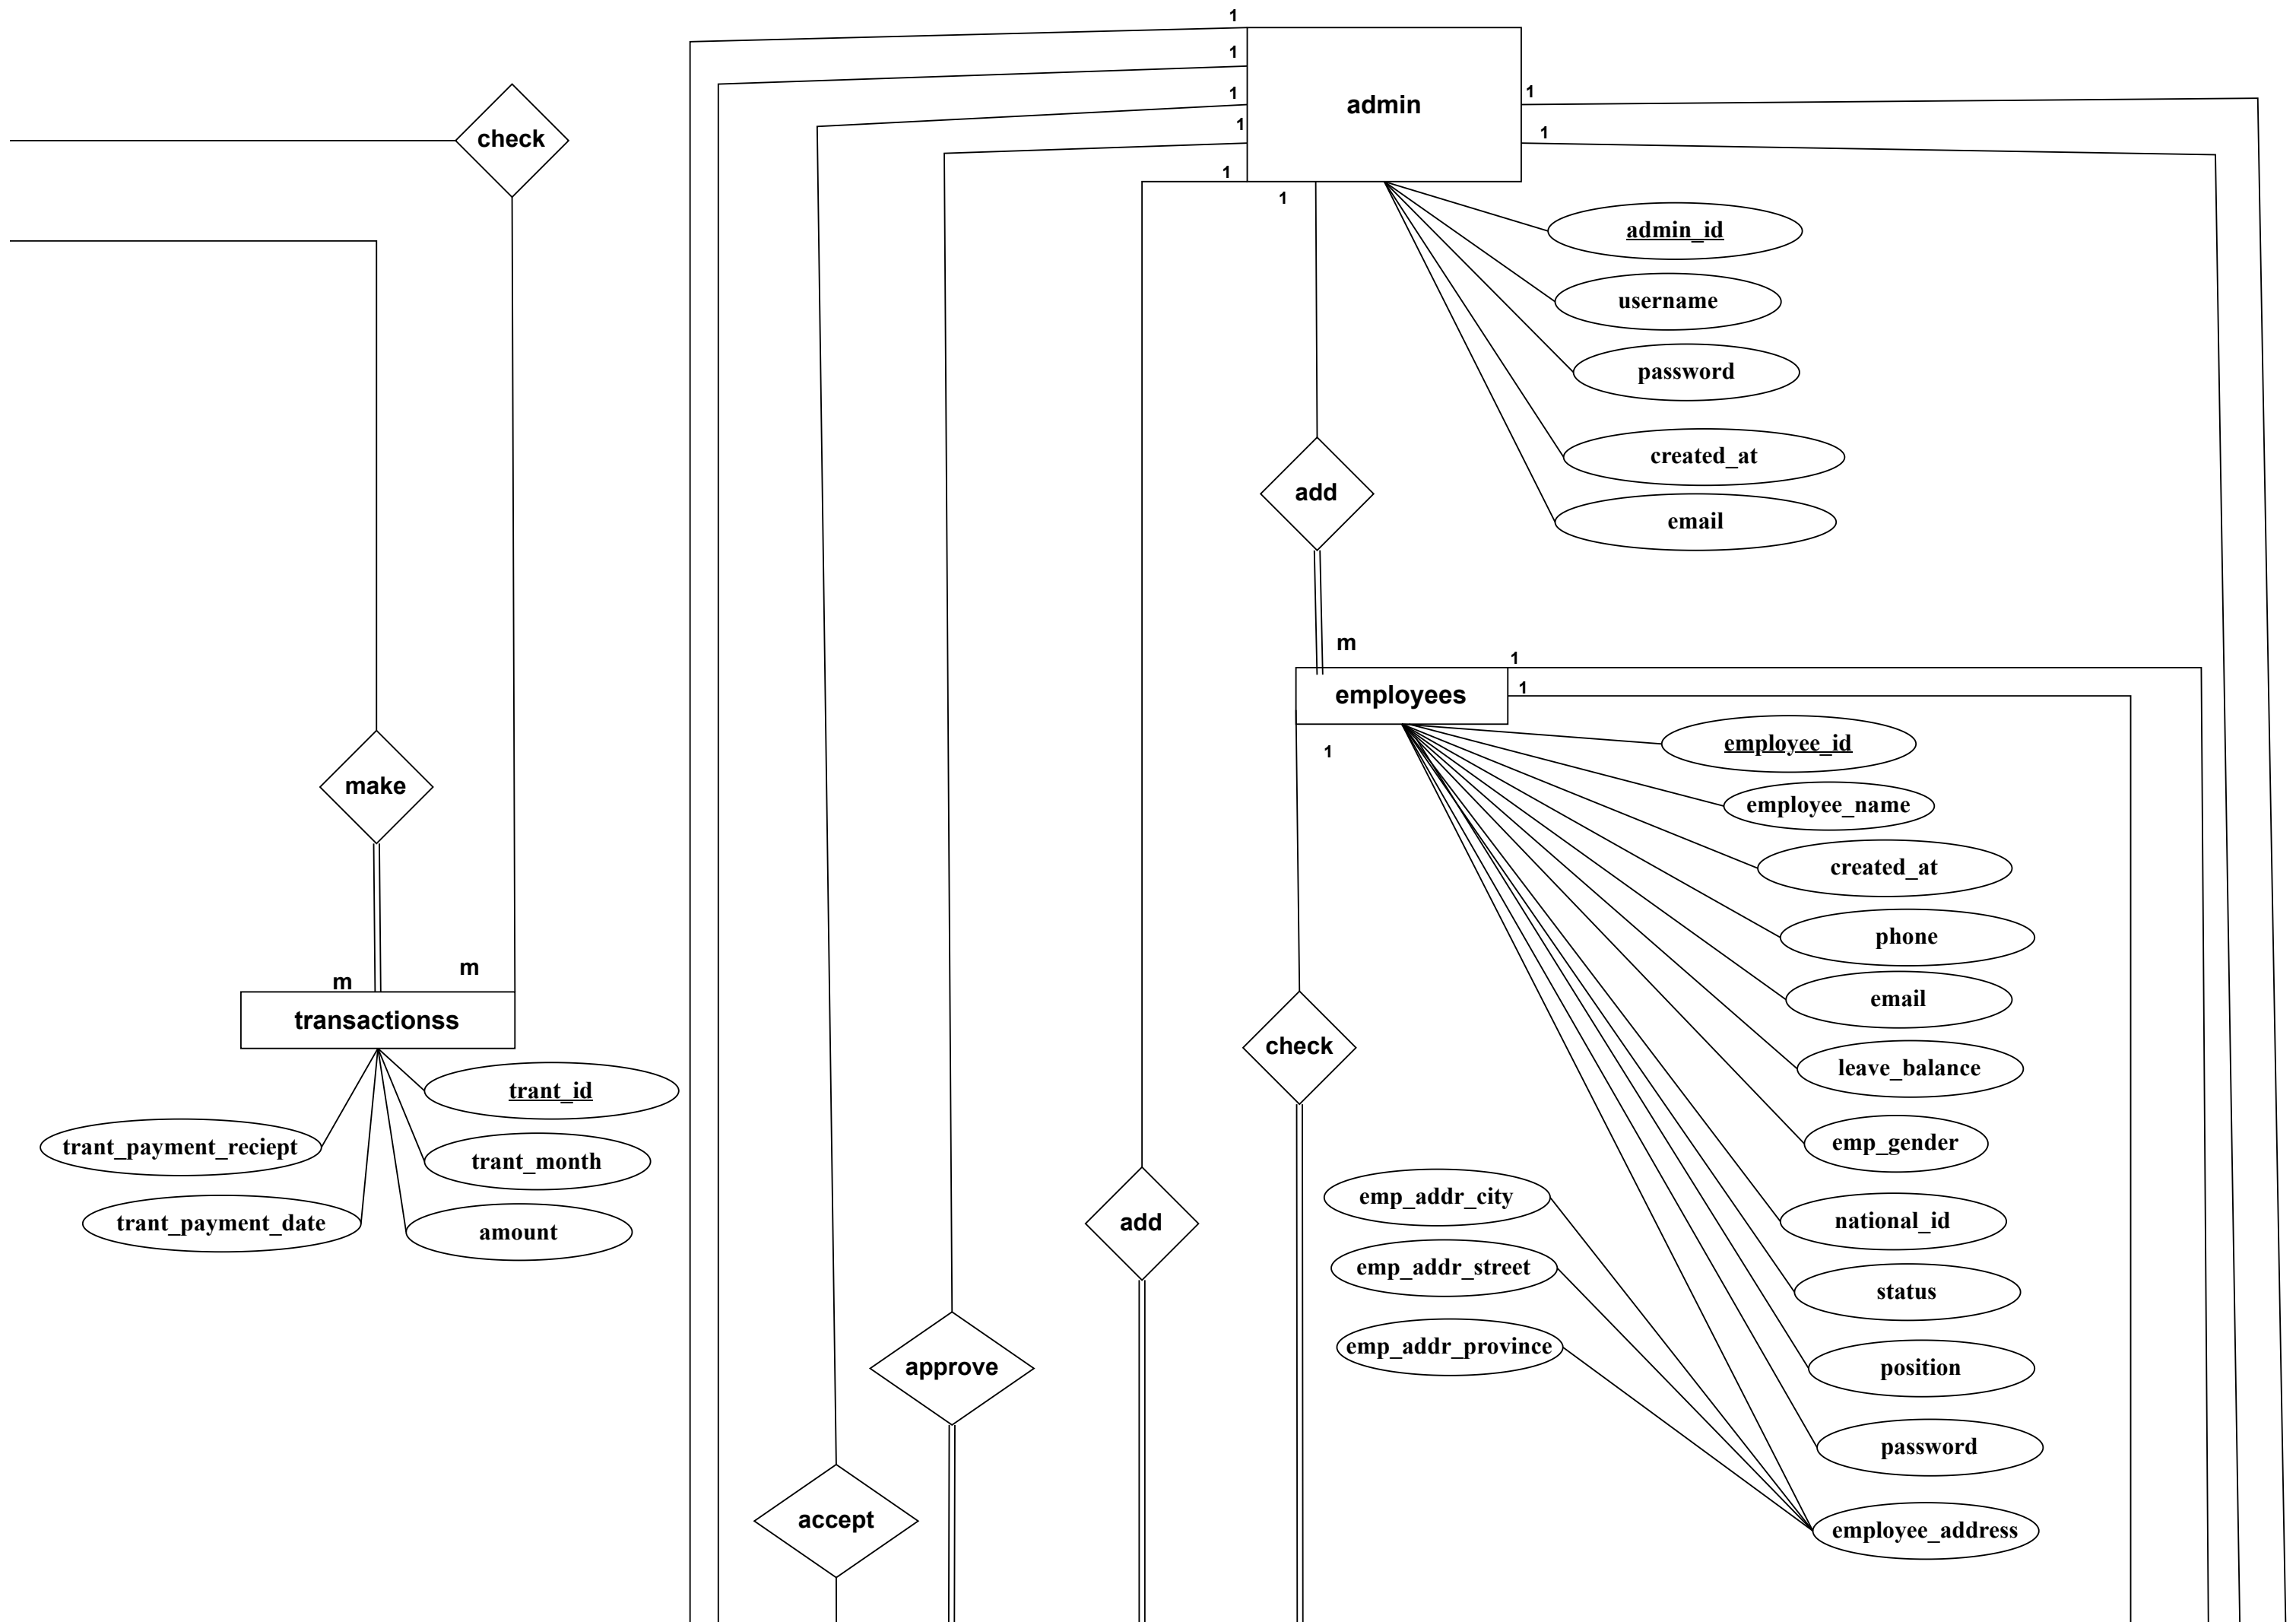 1
1
1
1
1
1
admin
1
1
check
admin_id
username
password
created_at
email
add
m
employees
1
1
1
employee_id
employee_name
created_at
phone
email
leave_balance
emp_gender
national_id
status
position
password
employee_address
emp_addr_city
emp_addr_street
emp_addr_province
make
m
m
transactionss
trant_id
trant_payment_reciept
trant_month
trant_payment_date
amount
check
add
approve
accept